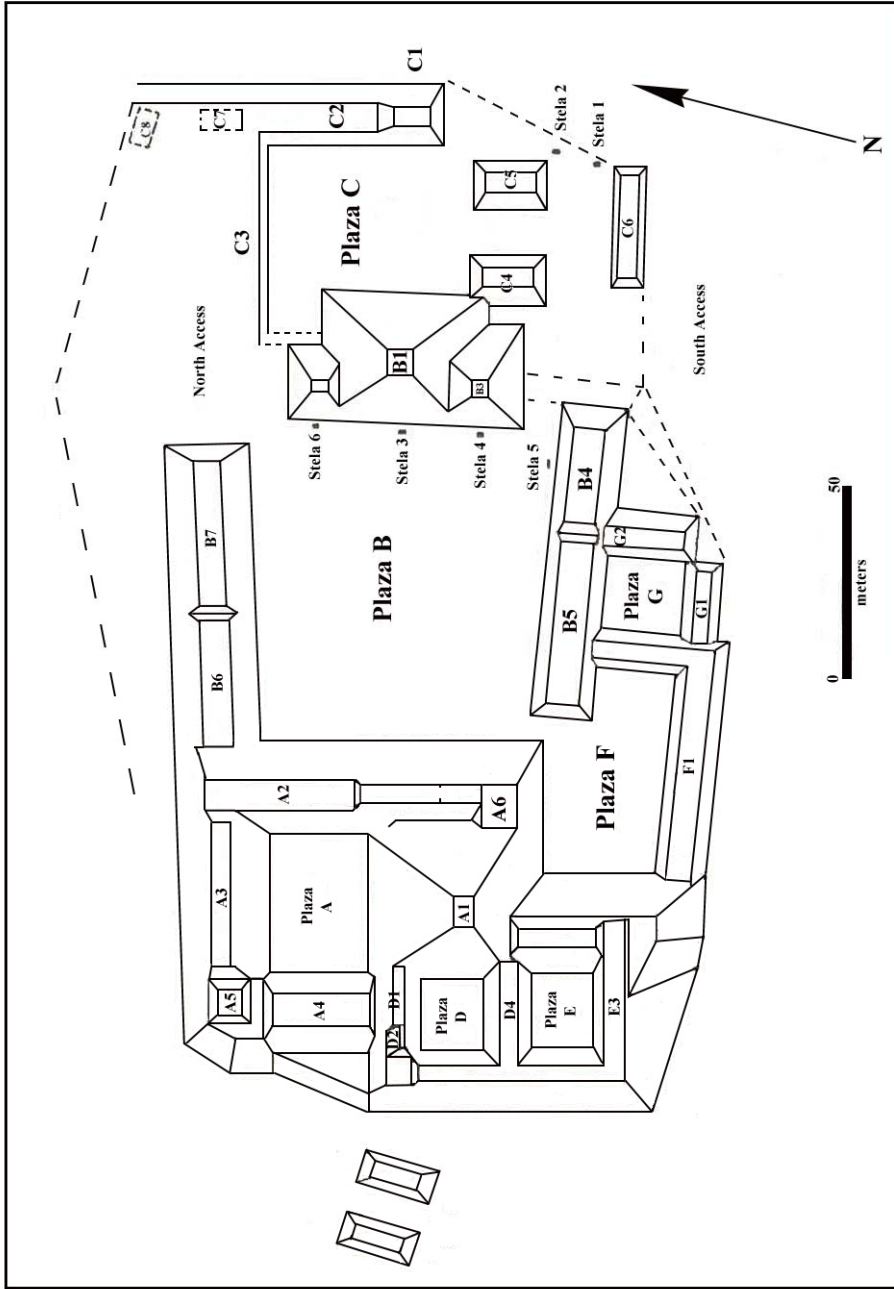 C1
C2
C7
C8
C3
Plaza C
North Access
Stela 2
Stela 1
C5
C4
C6
South Access
N
B1
B3
Stela 6
Stela 3
Stela 4
Stela 5
B7
B6
Plaza B
B4
B5
G2
Plaza
G
G1
50
meters
0
A2
A6
Plaza F
F1
A3
Plaza
A
A1
A5
A4
D1
D2
Plaza
D
D4
Plaza
E
E3